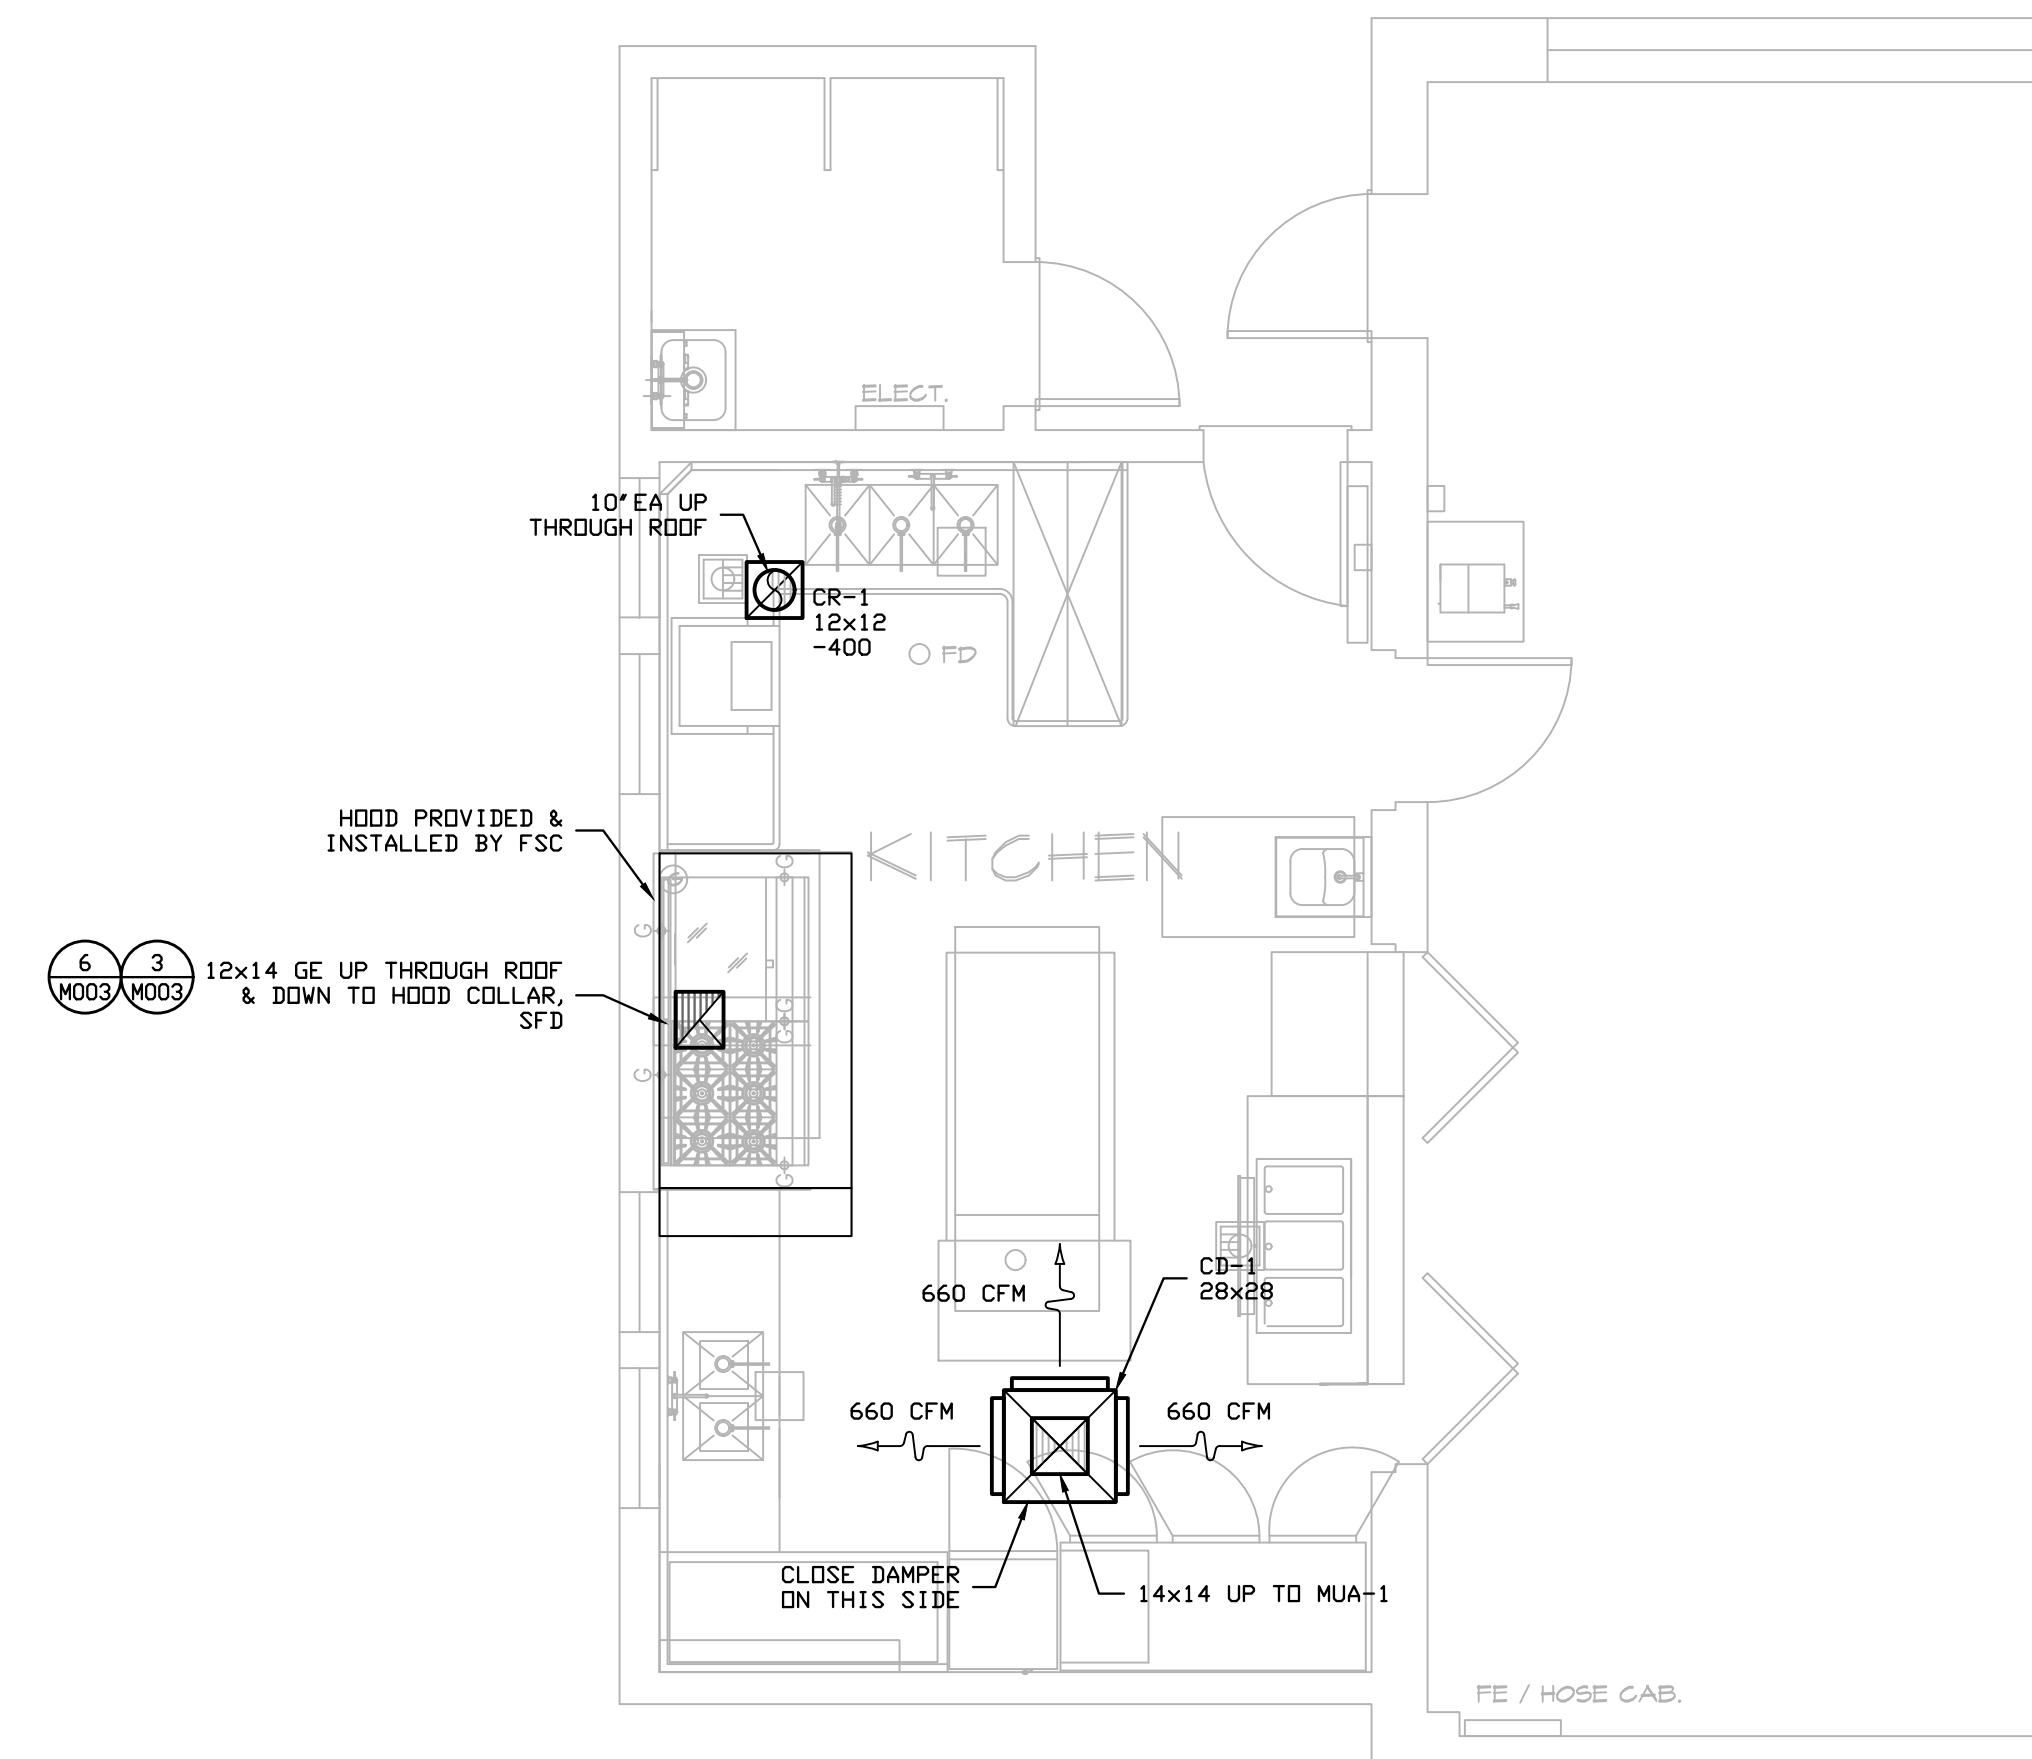 ELECT.
10" EA UP
THROUGH ROOF
CR-1
12x12
-400
FD
HOOD PROVIDED &
INSTALLED BY FSC
KITCHEN
G
G
6
M003
3
M003
12x14 GE UP THROUGH ROOF
& DOWN TO HOOD COLLAR,
SFD
G
G
G
G
CD-1
28x28
660 CFM
660 CFM
660 CFM
CLOSE DAMPER
ON THIS SIDE
14x14 UP TO MUA-1
FE / HOSE CAB.